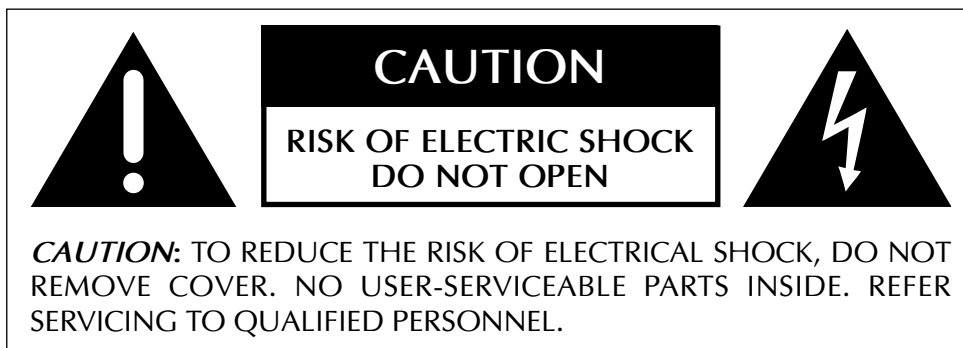 CAUTION
RISK OF ELECTRIC SHOCK
DO NOT OPEN
CAUTION: TO REDUCE THE RISK OF ELECTRICAL SHOCK, DO NOT
REMOVE COVER. NO USER-SERVICEABLE PARTS INSIDE. REFER
SERVICING TO QUALIFIED PERSONNEL.